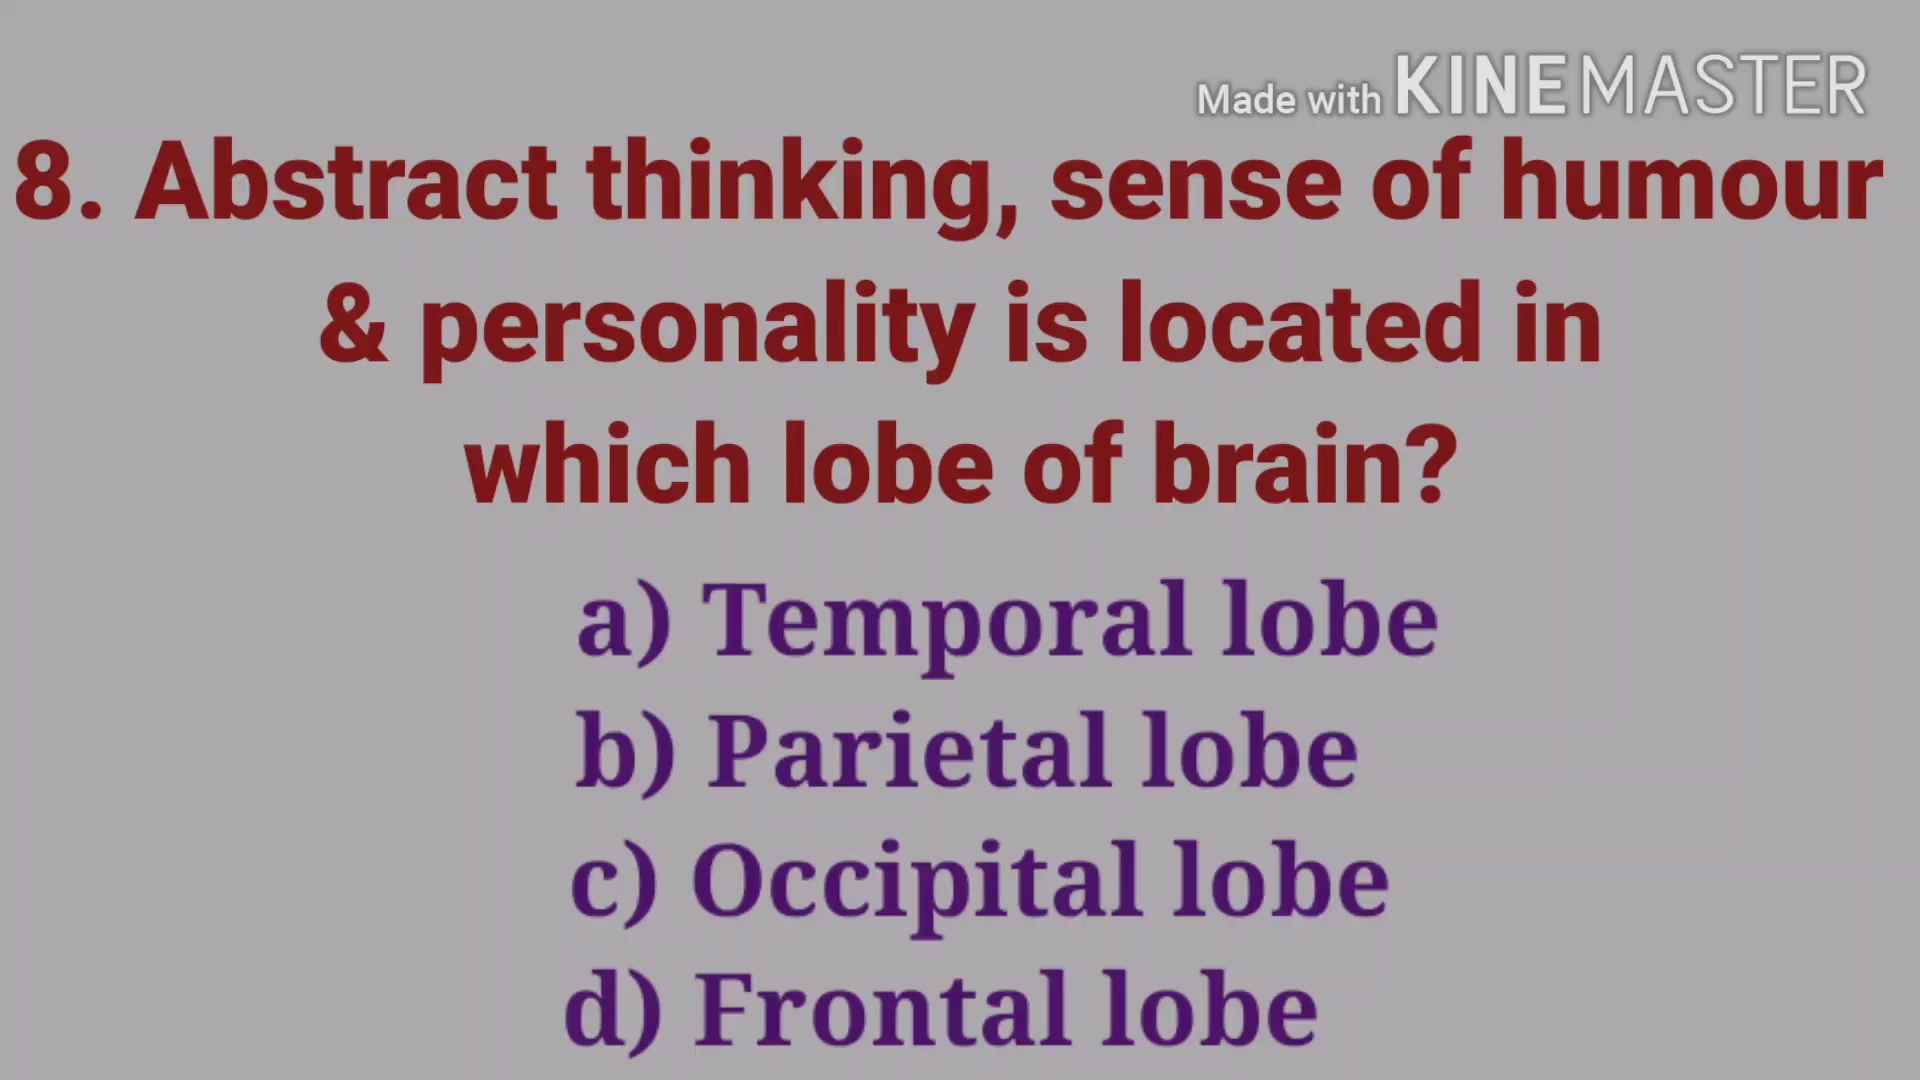 Made with KINEMASTER
8. Abstract thinking, sense of humour
& personality is located in
which lobe of brain?
a) Temporal lobe
b) Parietal lobe
c) Occipital lobe
d) Frontal lobe